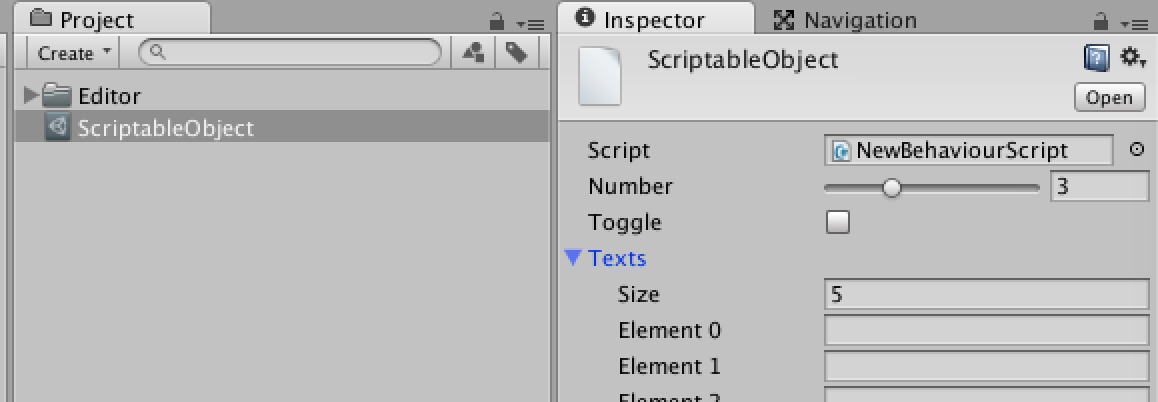 Project
Create
Editor
ScriptableObject
Inspector
Navigation
ScriptableObject
Open
Script NewBehaviourScript
Number 3
Toggle
Texts
Size 5
Element 0
Element 1
Element 2